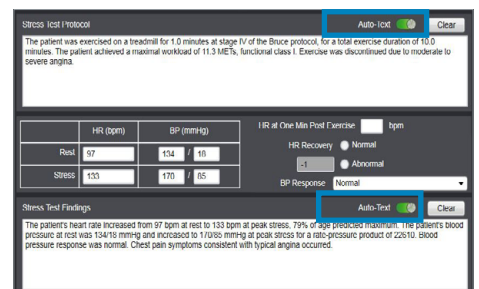 Stress Test Protocol Auto-Text Clear
The patient was exercised on a treadmill for 1.0 minutes at stage IV of the Bruce protocol, for a total exercise duration of 10.0
minutes. The patient achieved a maximal workload of 11.3 METs, functional class I. Exercise was discontinued due to moderate to
severe angina.
HR (bpm) BP (mmHg) HR at One Min Post Exercise bpm
Rest 97 134 / 18 HR Recovery Normal
-1 Abnormal
Stress 133 170 / 85
BP Response Normal
Stress Test Findings Auto-Text Clear
The patient's heart rate increased from 97 bpm at rest to 133 bpm at peak stress, 79% of age predicted maximum. The patient's blood
pressure at rest was 134/18 mmHg and increased to 170/85 mmHg at peak stress for a rate-pressure product of 22610. Blood
pressure response was normal. Chest pain symptoms consistent with typical angina occurred.